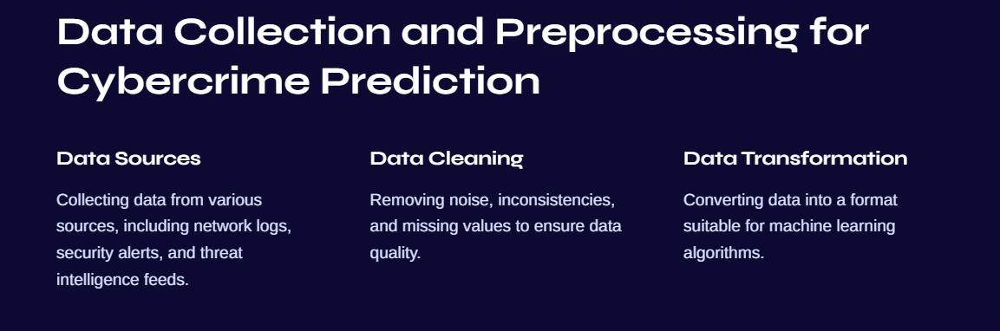 Data Collection and Preprocessing for
Cybercrime Prediction
Data Sources
Collecting data from various
sources, including network logs,
security alerts, and threat
intelligence feeds.
Data Cleaning
Removing noise, inconsistencies,
and missing values to ensure data
quality.
Data Transformation
Converting data into a format
suitable for machine learning
algorithms.